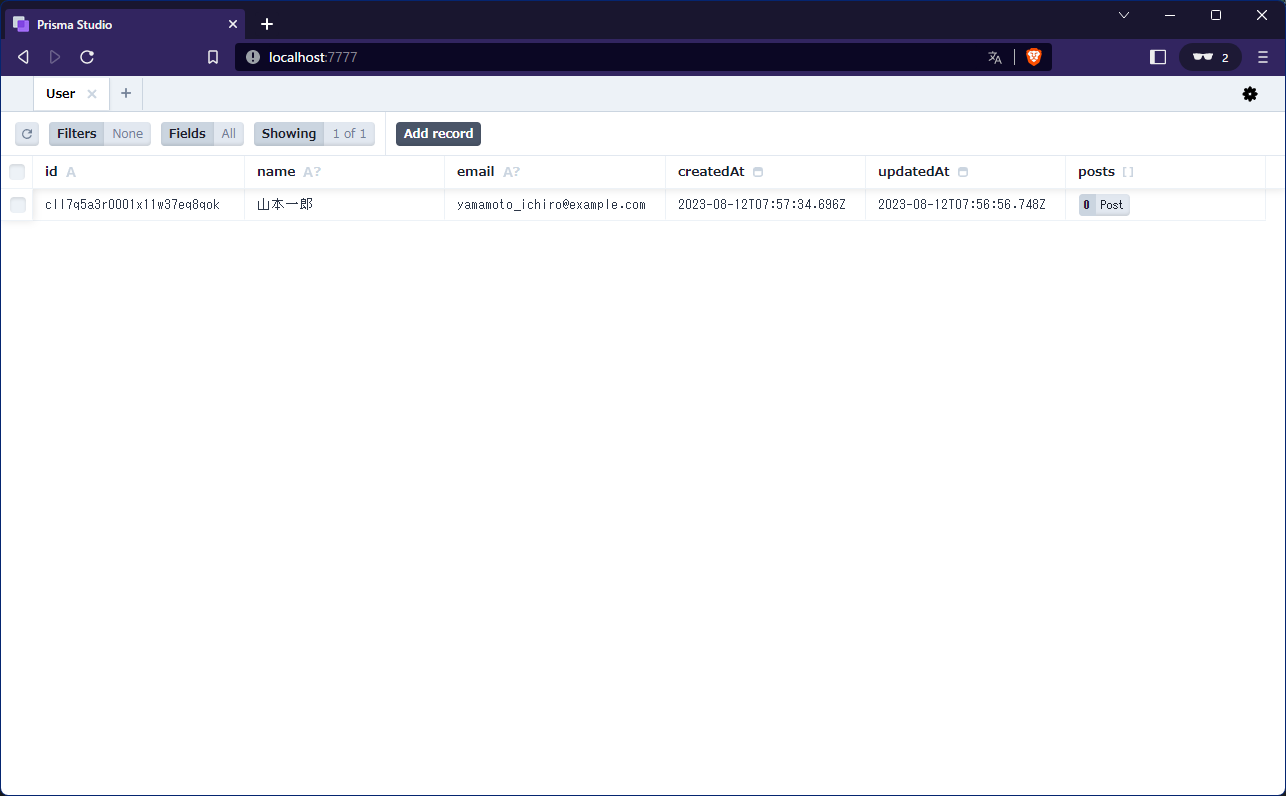 Prisma Studio
localhost:7777
2
User
Filters None Fields All Showing 1 of 1 Add record
id A name A? email A? createdAt updatedAt posts []
cll7q5a3r0001x11w37eq8qok 山本一郎 yamamoto_ichiro@example.com 2023-08-12T07:57:34.696Z 2023-08-12T07:56:56.748Z 0 Post